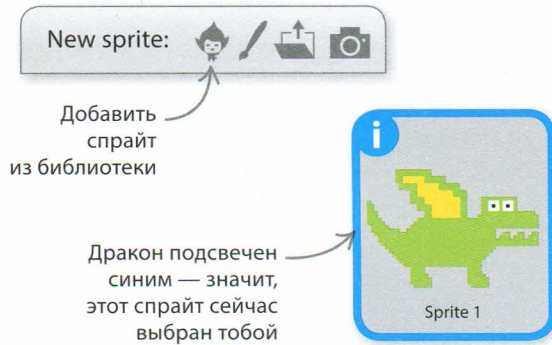 New sprite:
Добавить
спрайт
из библиотеки
i
Дракон подсвечен
синим — значит,
этот спрайт сейчас
выбран тобой
Sprite 1